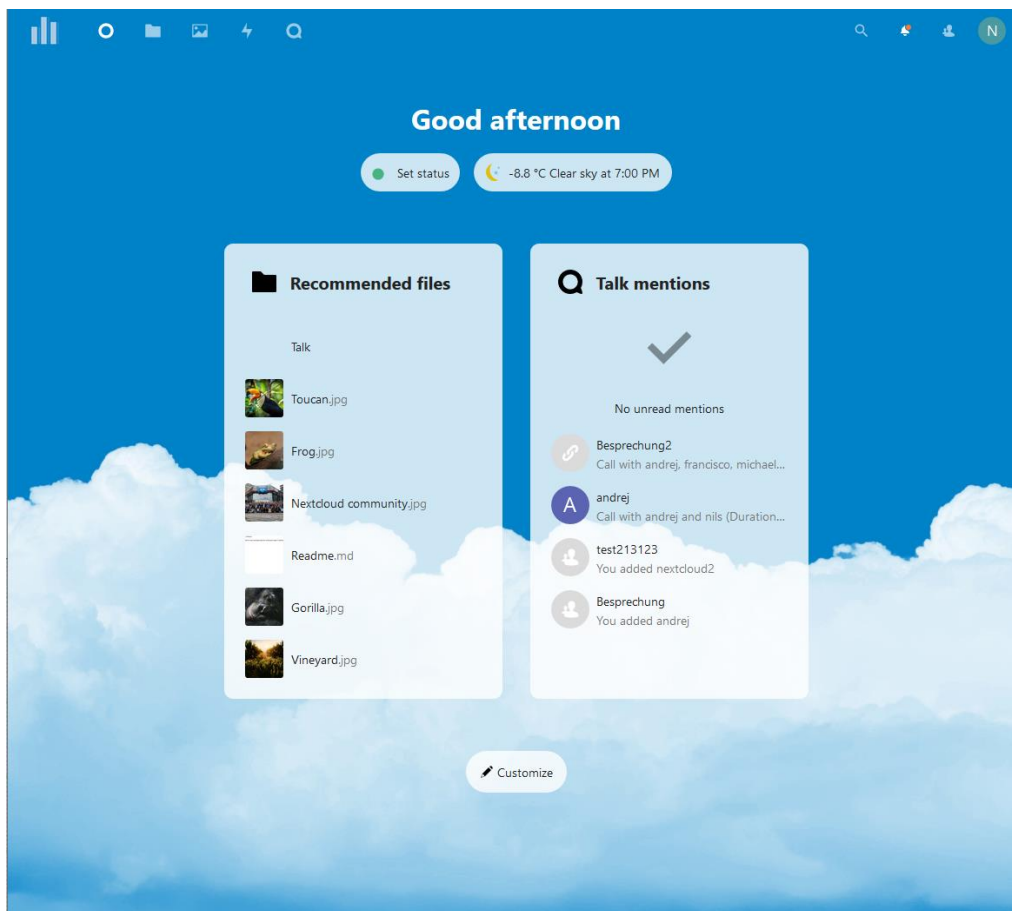 N
Good afternoon
Set status
-8.8 °C Clear sky at 7:00 PM
Recommended files
Talk
Toucan.jpg
Frog.jpg
Nextcloud community.jpg
Readme.md
Gorilla.jpg
Vineyard.jpg
Talk mentions
No unread mentions
Besprechung2
Call with andrej, francisco, michael...
A
andrej
Call with andrej and nils (Duration...
test213123
You added nextcloud2
Besprechung
You added andrej
Customize